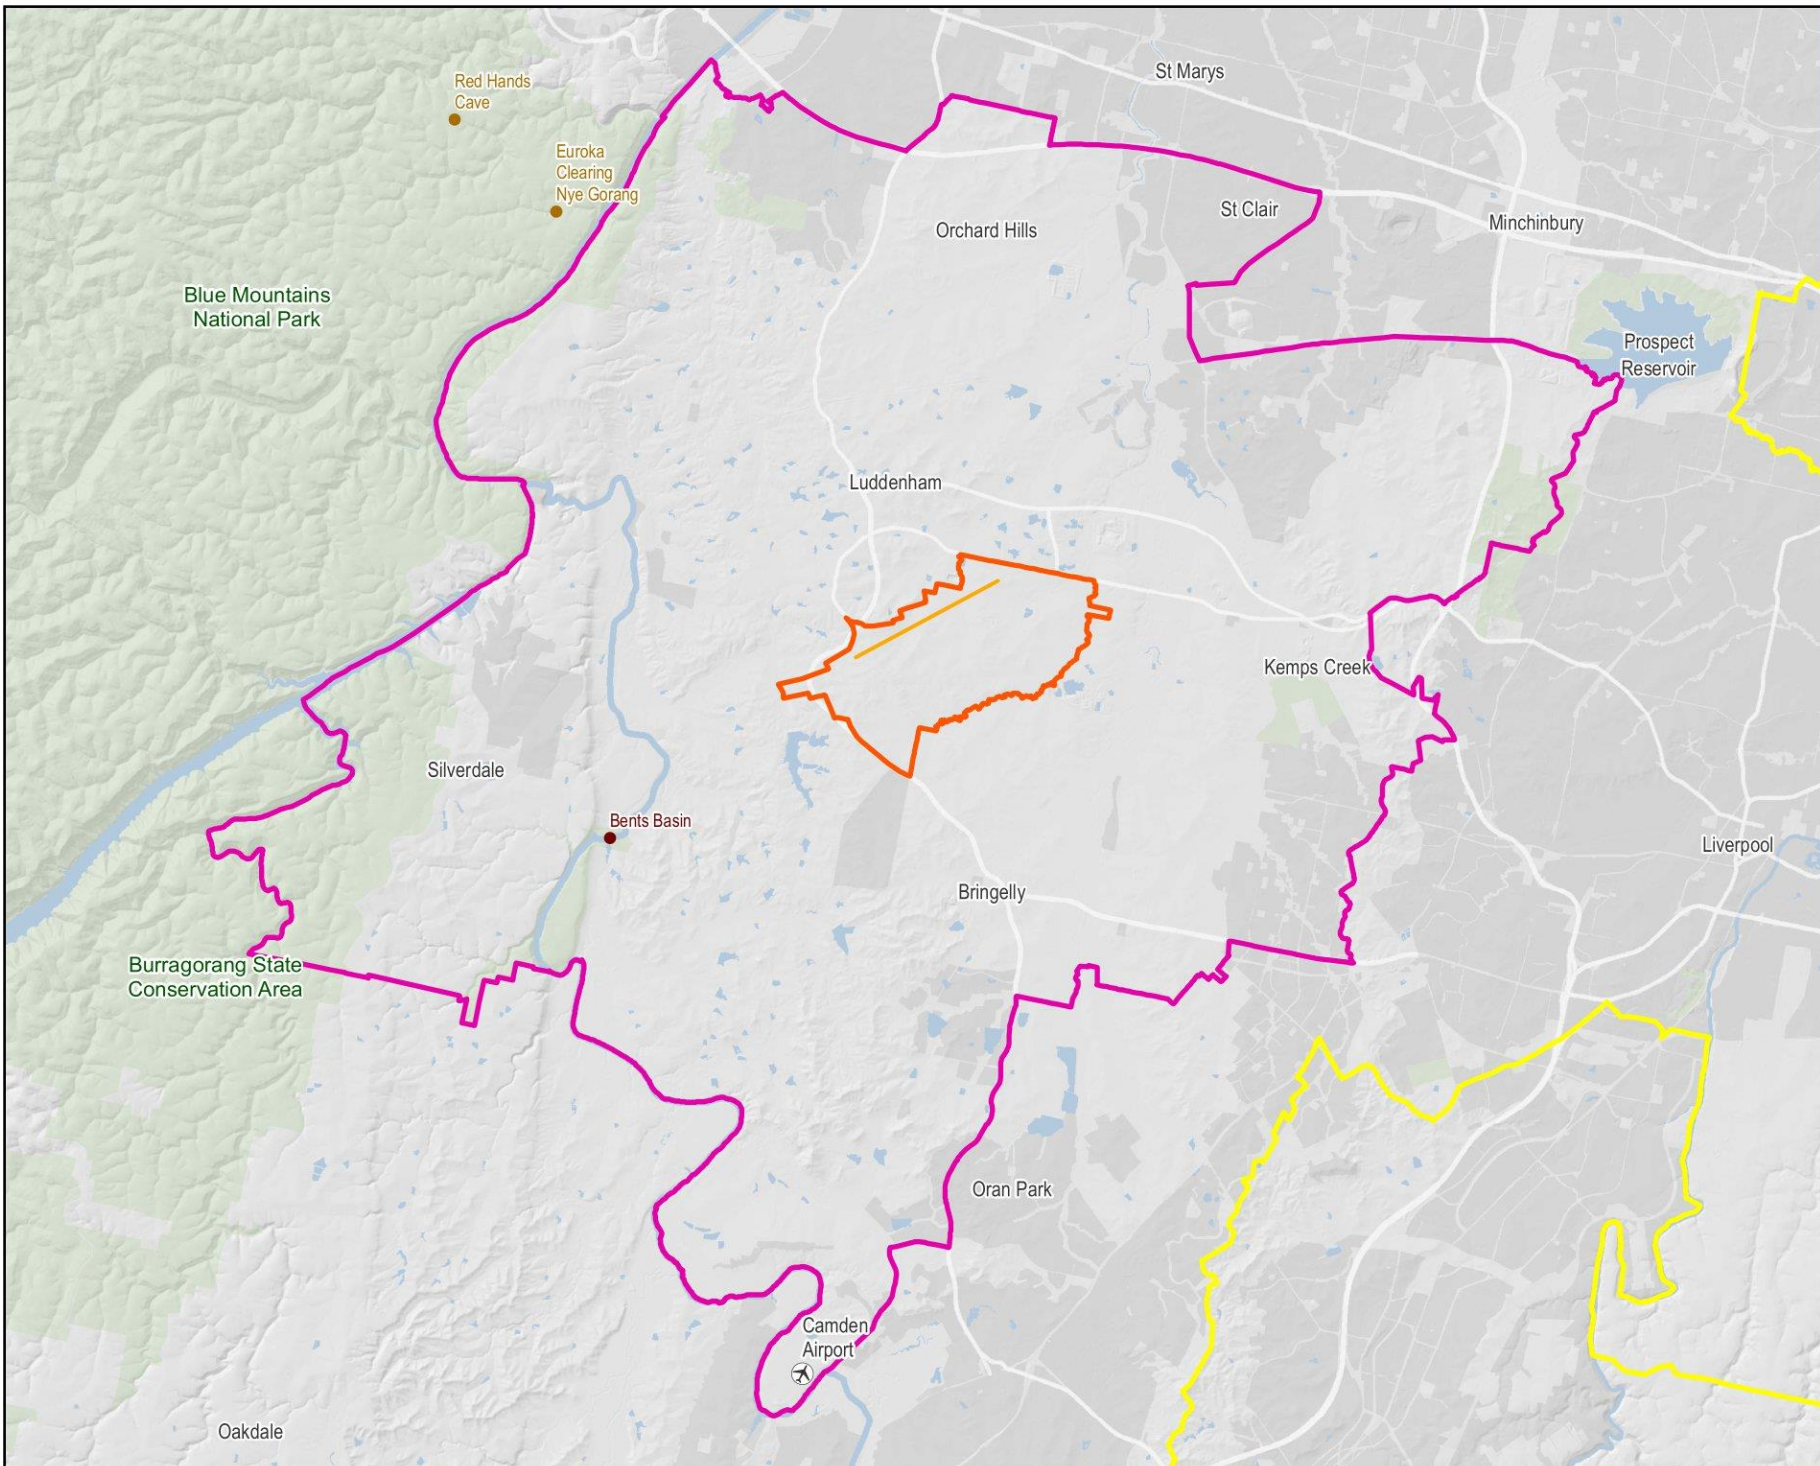 St Marys
Red Hands
Cave
Euroka
Clearing
Nye Gorang
St Clair
Minchinbury
Orchard Hills
Blue Mountains
National Park
Prospect
Reservoir
Luddenham
Kemps Creek
Silverdale
Bents Basin
Liverpool
Bringelly
Burragorang State
Conservation Area
Oran Park
Camden
Airport
Oakdale